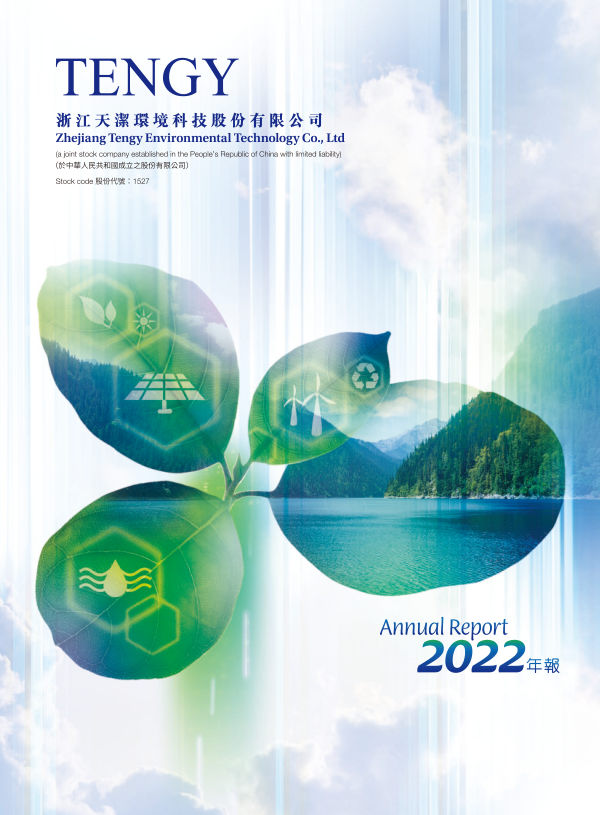 TENGY
浙江天潔環境科技股份有限公司
Zhejiang Tengy Environmental Technology Co., Ltd
(a joint stock company established in the People's Republic of China with limited liability)
(於中華人民共和國成立之股份有限公司)
Stock code 股份代號：1527
Annual Report
2022年報